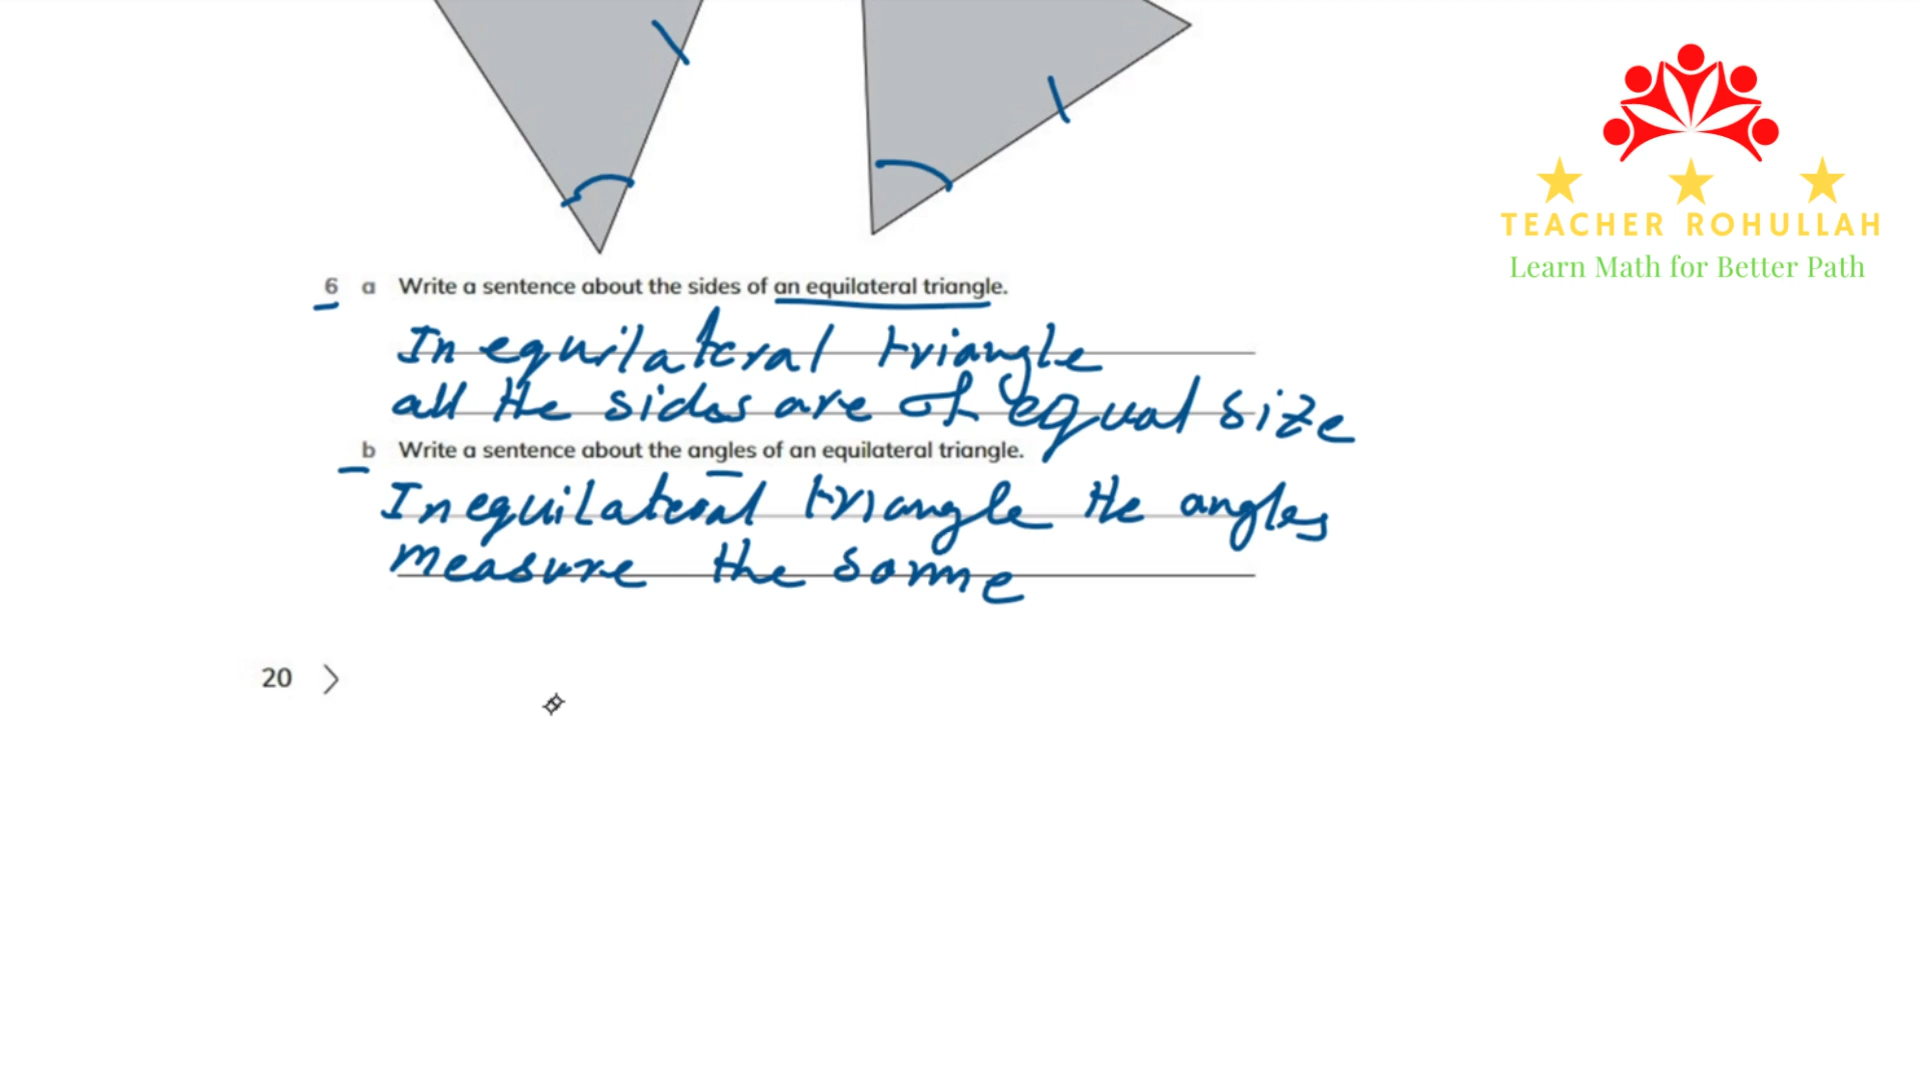 TEACHER ROHULLAH
Learn Math for Better Path
6 a Write a sentence about the sides of an equilateral triangle.
In equilateral triangle
all the sides are of equal size
b Write a sentence about the angles of an equilateral triangle.
In equilateral triangle the angles
measure the same
20 >